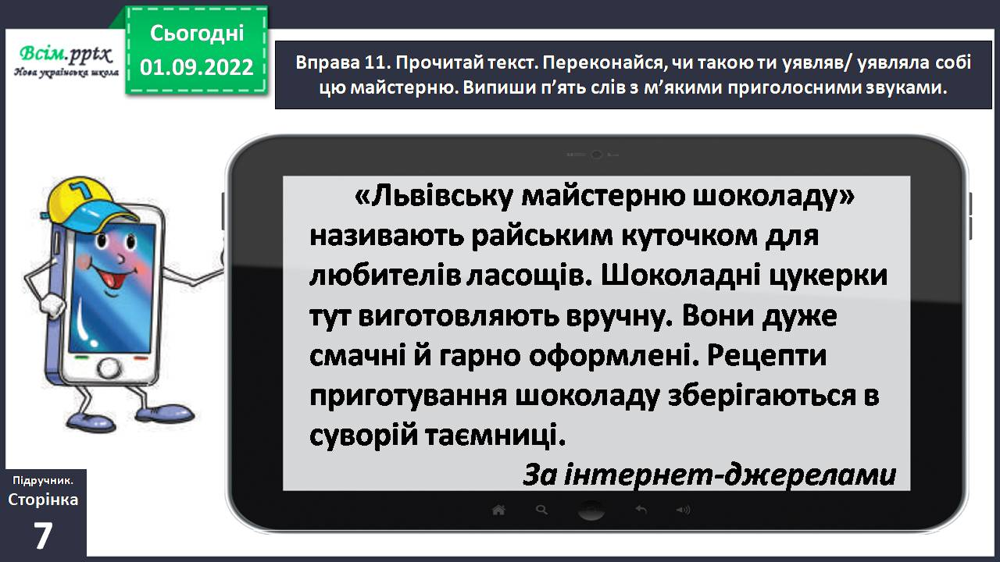 Всім.pptx
Нова українська школа
Сьогодні
01.09.2022
Вправа 11. Прочитай текст. Переконайся, чи такою ти уявляв/ уявляла собі
цю майстерню. Випиши п’ять слів з м’якими приголосними звуками.
«Львівську майстерню шоколаду»
називають райським куточком для
любителів ласощів. Шоколадні цукерки
тут виготовляють вручну. Вони дуже
смачні й гарно оформлені. Рецепти
приготування шоколаду зберігаються в
суворій таємниці.
За інтернет-джерелами
Підручник.
Сторінка
7